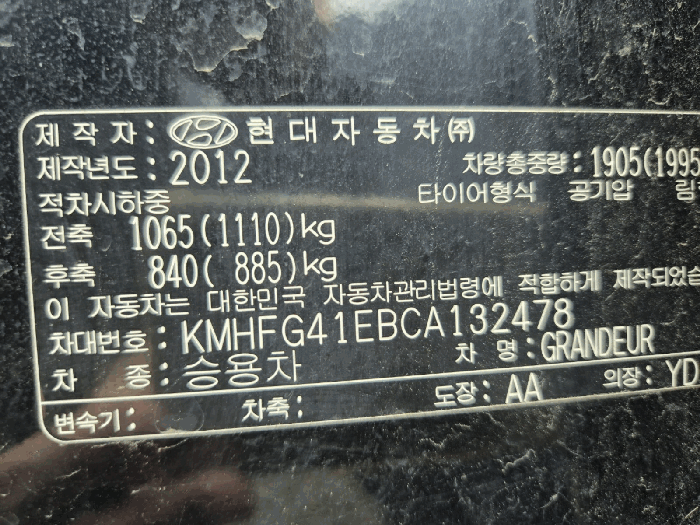 제작자: 현대자동차㈜
제작년도: 2012 차량총중량: 1905(1995
적차시하중 타이어형식 공기압 림
전축 1065(1110)kg
후축 840( 885)kg
이 자동차는 대한민국 자동차관리법령에 적합하게 제작되었습
차대번호: KMHFG41EBCA132478
차 명: GRANDEUR
차 종: 승용차
변속기: 차축: 도장: AA 의장: YD